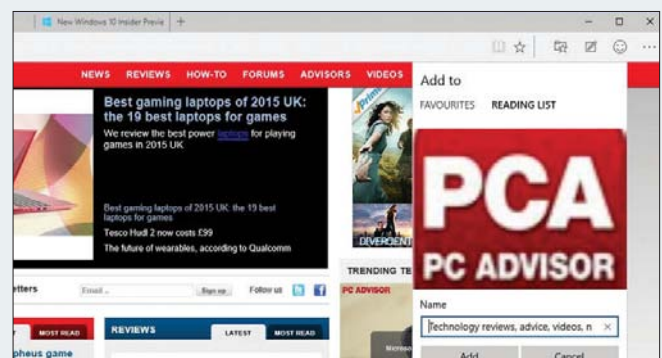 New Windows 10 Insider Previe
NEWS REVIEWS HOW-TO FORUMS ADVISORS VIDEOS
Best gaming laptops of 2015 UK:
the 19 best laptops for games
We review the best power laptops for playing
games in 2015 UK
Best gaming laptops of 2015 UK: the 19 best
laptops for games
Tesco Hudl 2 now costs £99
The future of wearables, according to Qualcomm
Prime
DIVERGENT
etters
Email ..
Sign up
Follow us
TRENDING TE
PC ADVISOR
MOST READ
REVIEWS
LATEST
MOST READ
pheus game
Microso
Add to
FAVOURITES READING LIST
PCA
PC ADVISOR
Name
Technology reviews, advice, videos, n
Add
Cancel